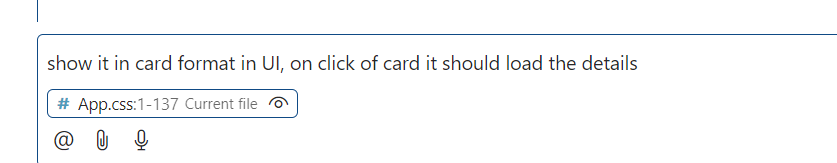 show it in card format in UI, on click of card it should load the details
# App.css:1-137 Current file
@